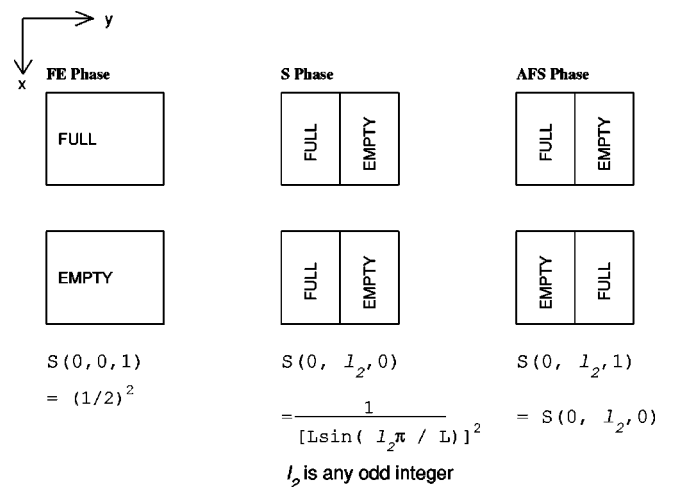 y
x
FE Phase
S Phase
AFS Phase
FULL
FULL
EMPTY
FULL
EMPTY
EMPTY
FULL
EMPTY
EMPTY
FULL
S(0,0,1)
= (1/2)²
S(0, l₂,0)
= 1 / [Lsin( l₂π / L)]²
S(0, l₂,1)
= S(0, l₂,0)
l₂ is any odd integer